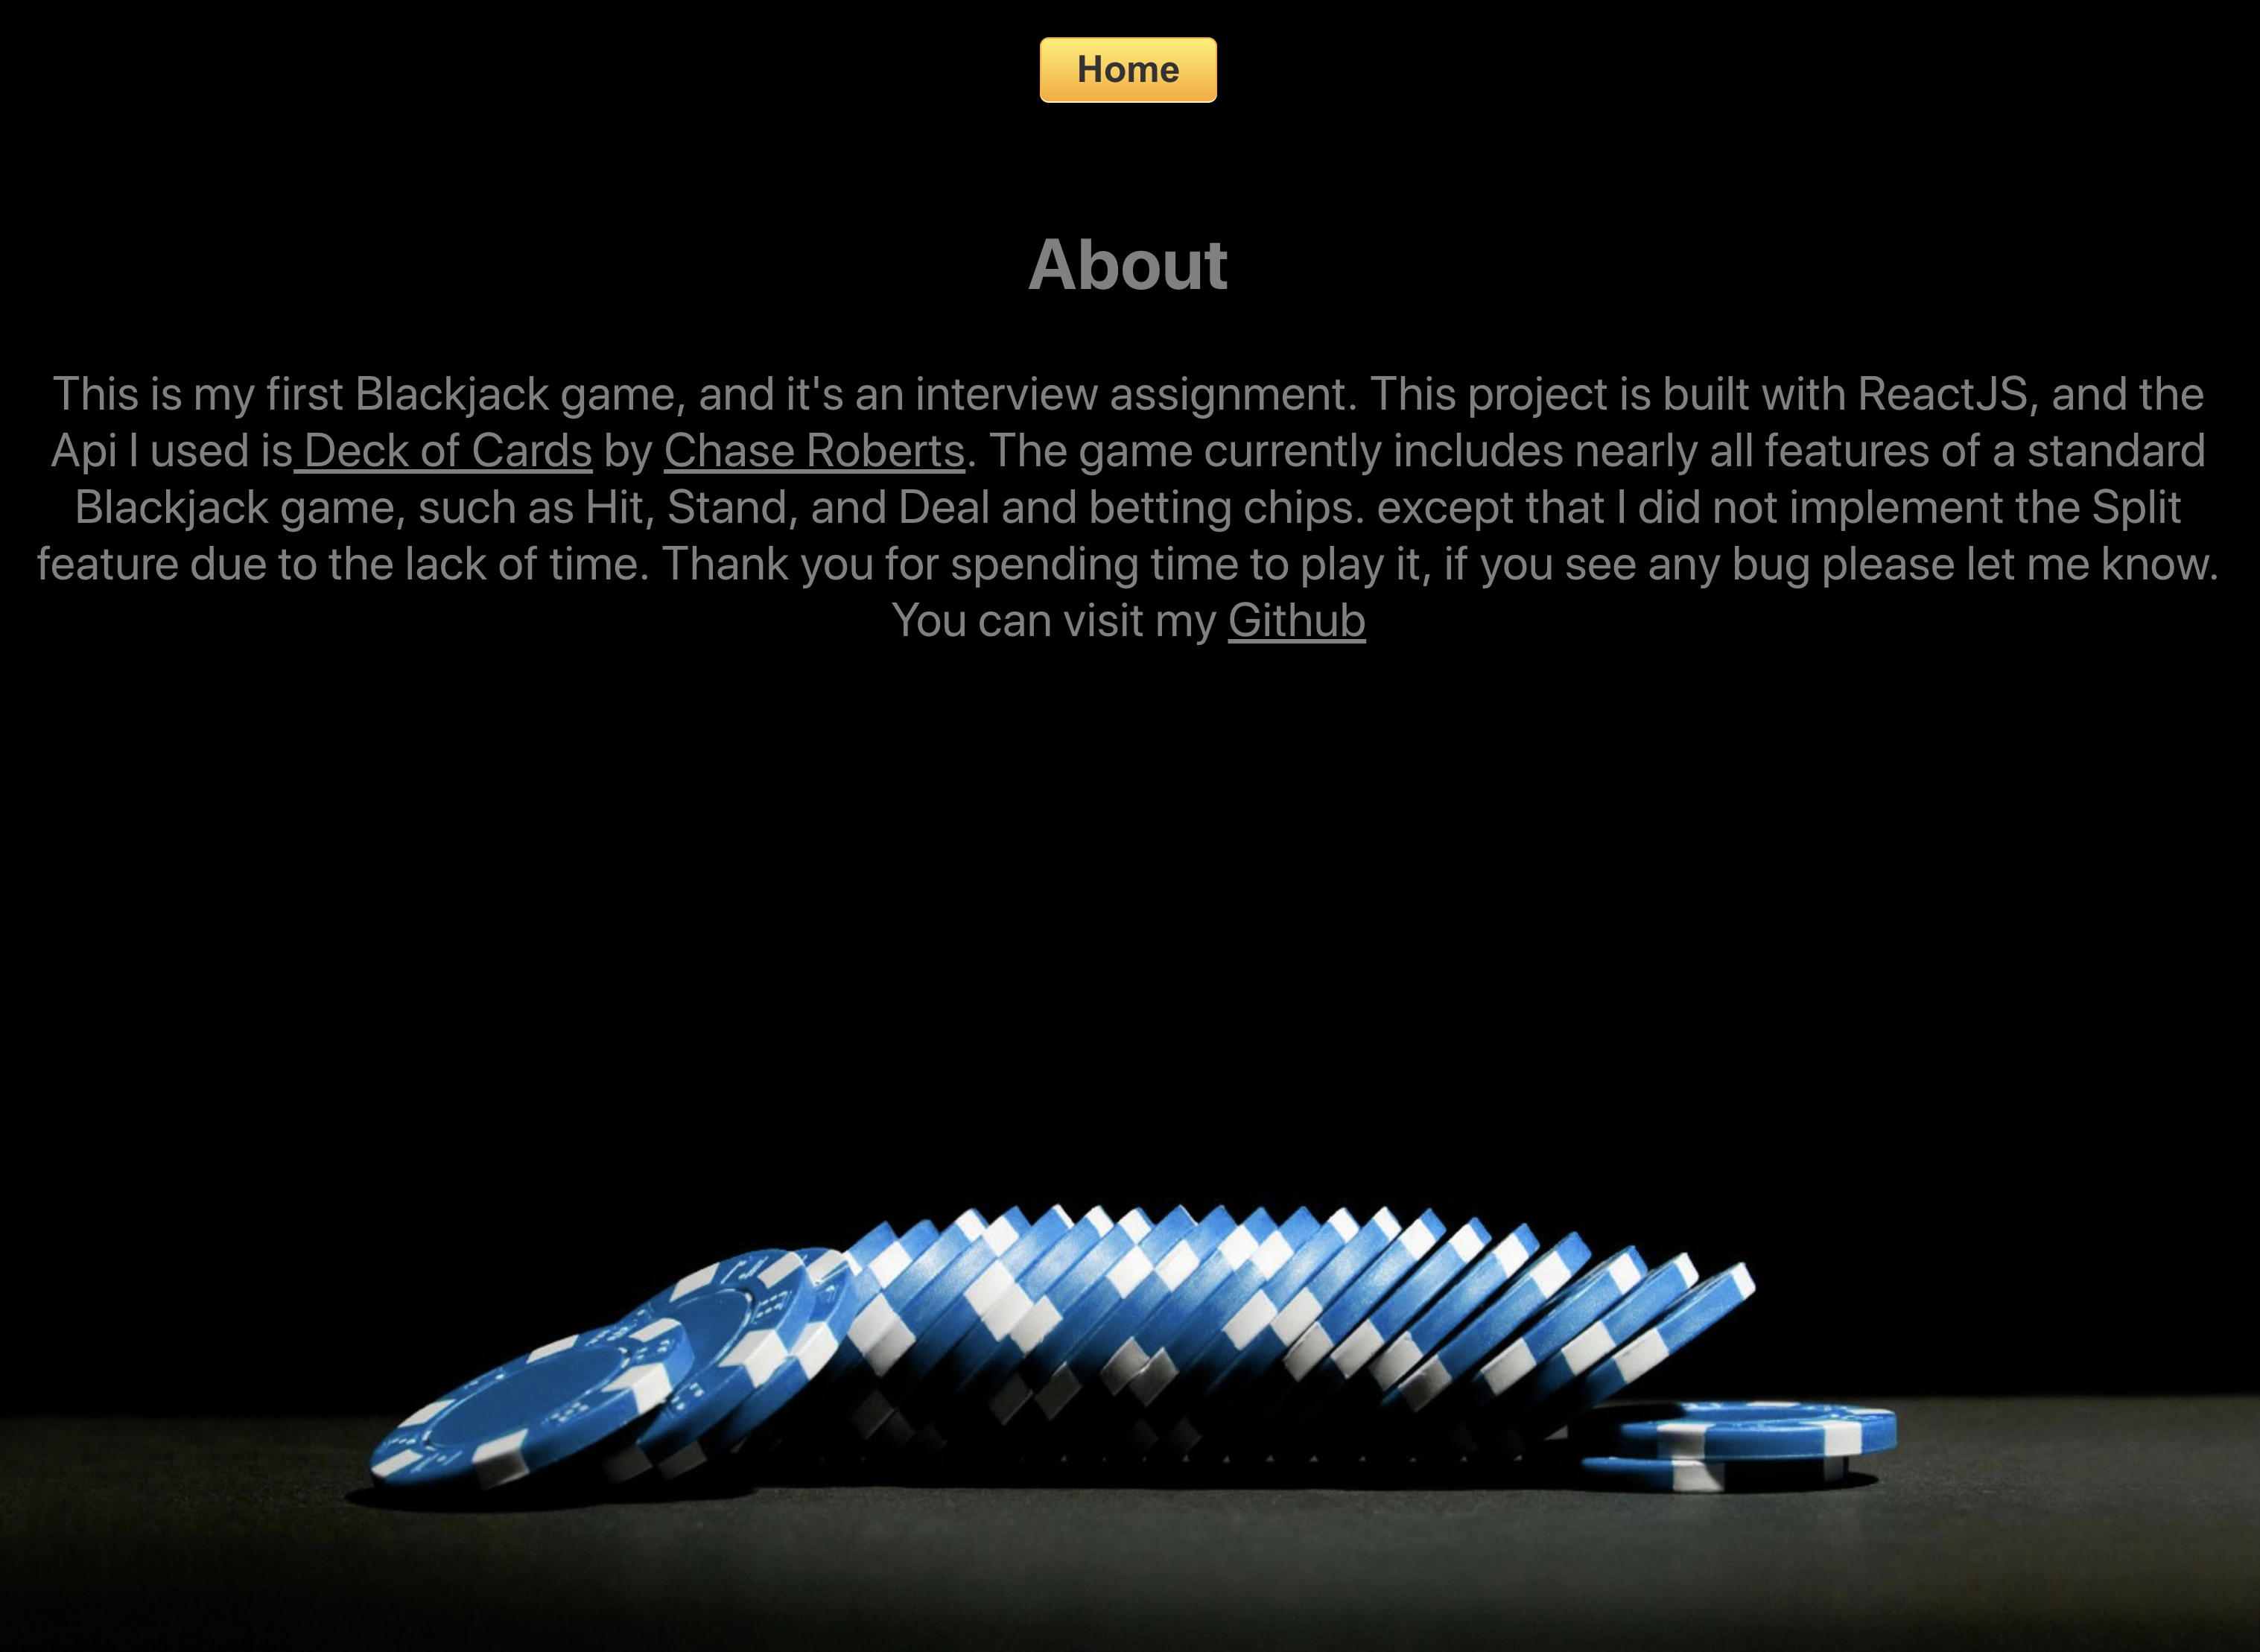 Home
About
This is my first Blackjack game, and it's an interview assignment. This project is built with ReactJS, and the
Api I used is Deck of Cards by Chase Roberts. The game currently includes nearly all features of a standard
Blackjack game, such as Hit, Stand, and Deal and betting chips. except that I did not implement the Split
feature due to the lack of time. Thank you for spending time to play it, if you see any bug please let me know.
You can visit my Github